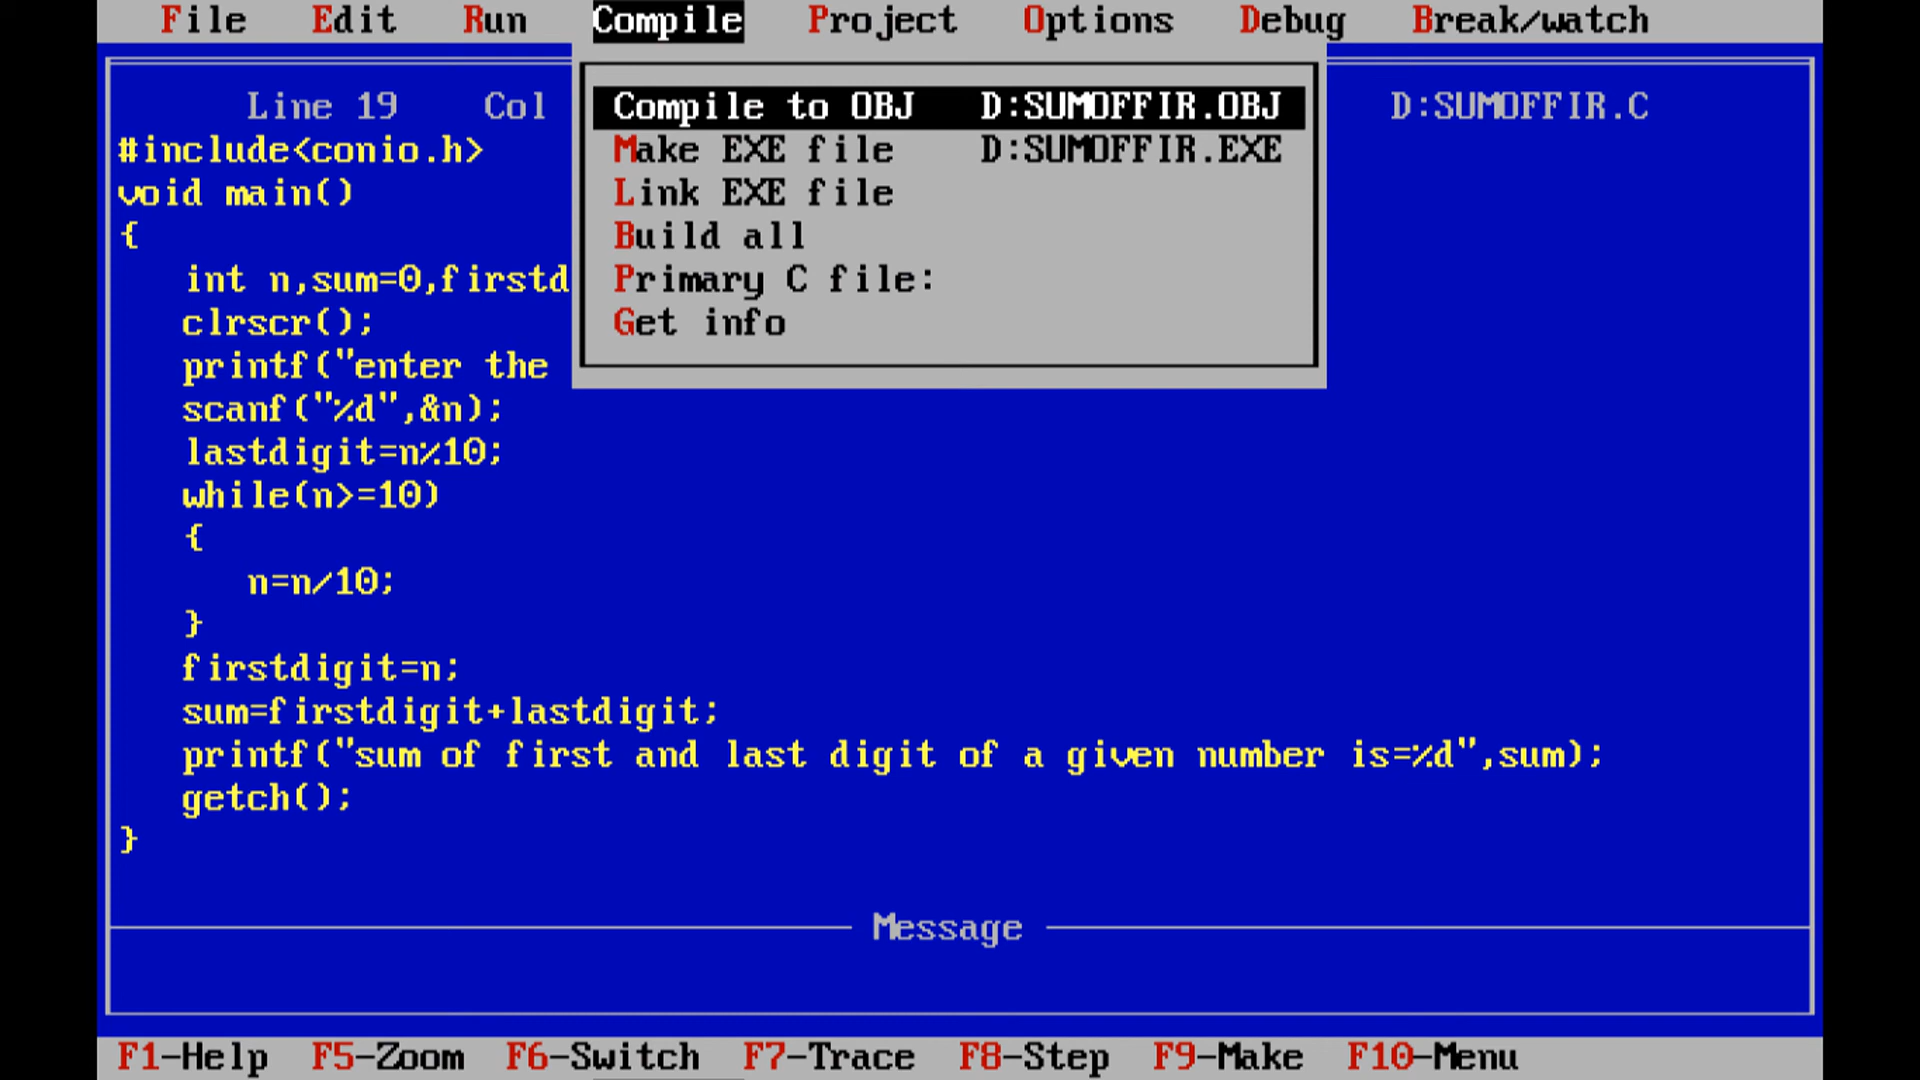 File Edit Run Compile Project Options Debug Break/watch
Line 19 Col D:SUMOFFIR.C
Compile to OBJ D:SUMOFFIR.OBJ
Make EXE file D:SUMOFFIR.EXE
Link EXE file
Build all
Primary C file:
Get info
#include<conio.h>
void main()
{
int n,sum=0,firstd
clrscr();
printf("enter the
scanf("%d",&n);
lastdigit=n%10;
while(n>=10)
{
n=n/10;
}
firstdigit=n;
sum=firstdigit+lastdigit;
printf("sum of first and last digit of a given number is=%d",sum);
getch();
}
Message
F1-Help F5-Zoom F6-Switch F7-Trace F8-Step F9-Make F10-Menu